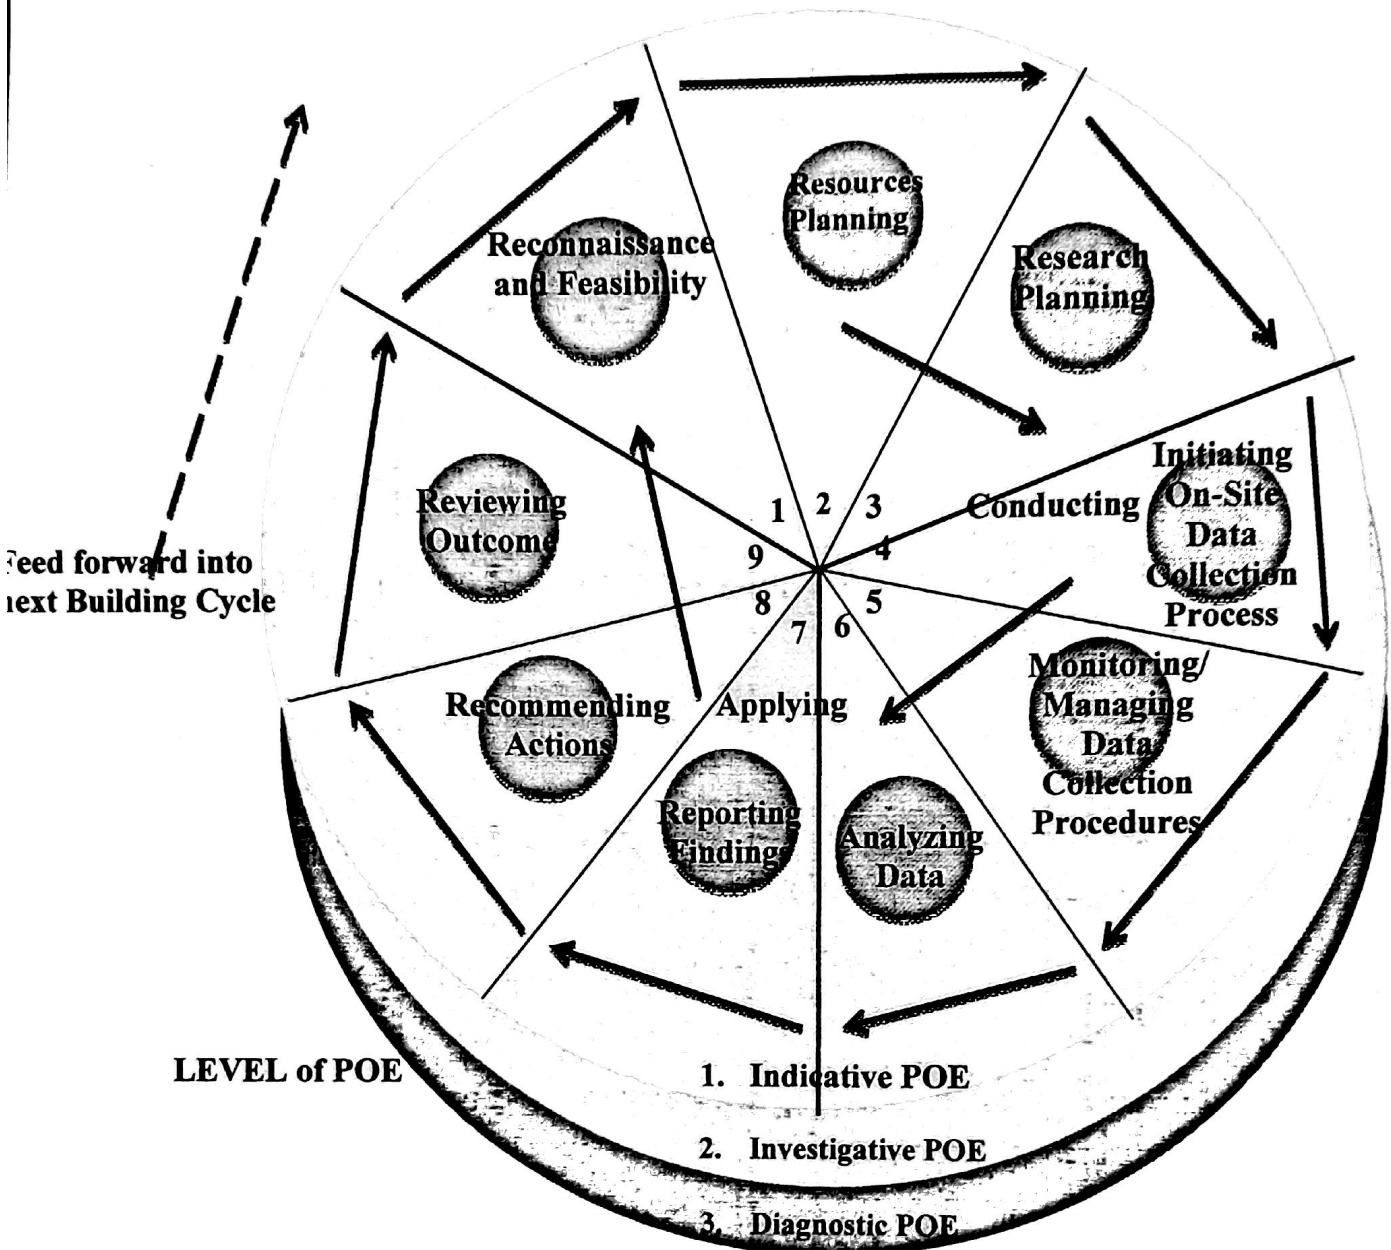 Resources
Planning
Reconnaissance
and Feasibility
Research
Planning
Initiating
On-Site
Data
Collection
Process
Conducting
1
2
3
4
5
6
7
8
9
Reviewing
Outcome
Feed forward into
next Building Cycle
Monitoring/
Managing
Data
Collection
Procedures
Recommending
Actions
Applying
Reporting
Findings
Analyzing
Data
LEVEL of POE
1. Indicative POE
2. Investigative POE
3. Diagnostic POE